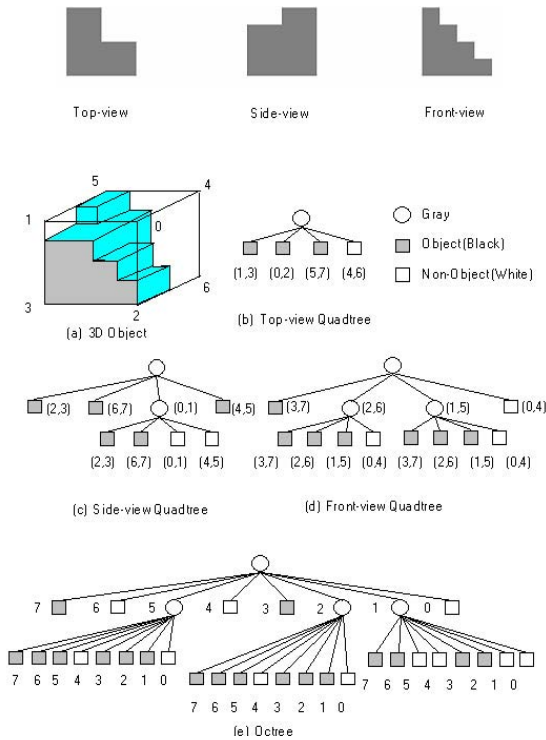 Top-view Side-view Front-view
5 4
1 0
3 6
2
(a) 3D Object
Gray
Object(Black)
Non-Object(White)
(1,3) (0,2) (5,7) (4,6)
(b) Top-view Quadtree
(2,3) (6,7) (0,1) (4,5)
(2,3) (6,7) (0,1) (4,5)
(c) Side-view Quadtree
(3,7) (2,6) (1,5) (0,4)
(3,7) (2,6) (1,5) (0,4) (3,7) (2,6) (1,5) (0,4)
(d) Front-view Quadtree
7 6 5 4 3 2 1 0
7 6 5 4 3 2 1 0
7 6 5 4 3 2 1 0
7 6 5 4 3 2 1 0
(e) Octree